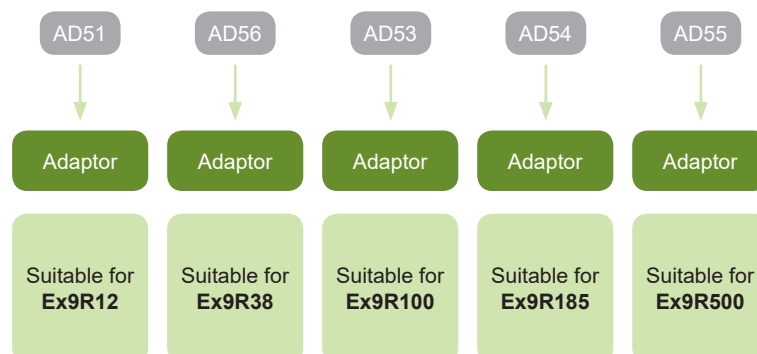 AD51 AD56 AD53 AD54 AD55
Adaptor Adaptor Adaptor Adaptor Adaptor
Suitable for Suitable for Suitable for Suitable for Suitable for
Ex9R12 Ex9R38 Ex9R100 Ex9R185 Ex9R500